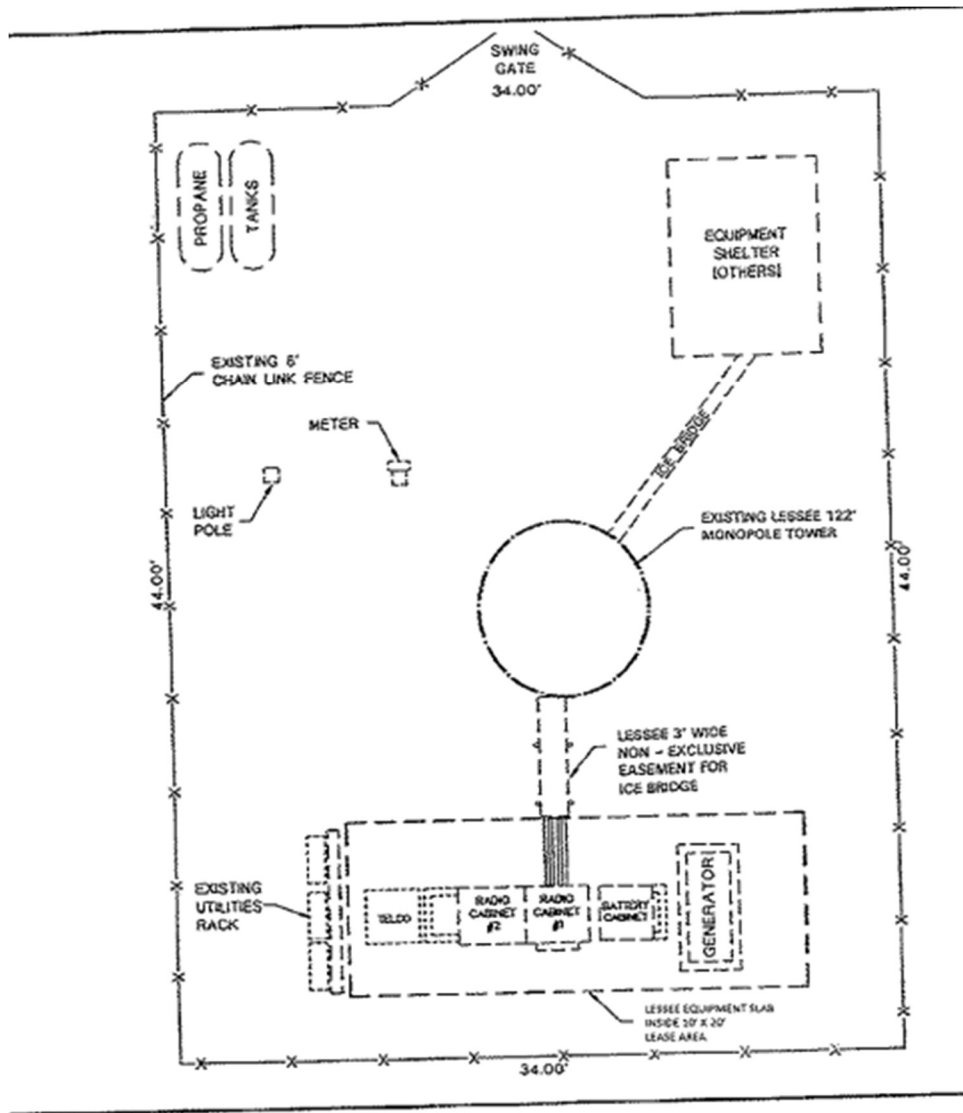 SWING
GATE
34.00'
PROPANE
TANKS
EQUIPMENT
SHELTER
[OTHERS]
EXISTING 6'
CHAIN LINK FENCE
METER
ICE BRIDGE
LIGHT
POLE
EXISTING LESSEE 122'
MONOPOLE TOWER
44.00'
44.00'
LESSEE 3' WIDE
NON - EXCLUSIVE
EASEMENT FOR
ICE BRIDGE
EXISTING
UTILITIES
RACK
TELCO
RADIO
CABINET
#2
RADIO
CABINET
#1
BATTERY
CABINET
GENERATOR
LESSEE EQUIPMENT SLAB
INSIDE 10' X 20'
LEASE AREA
34.00'